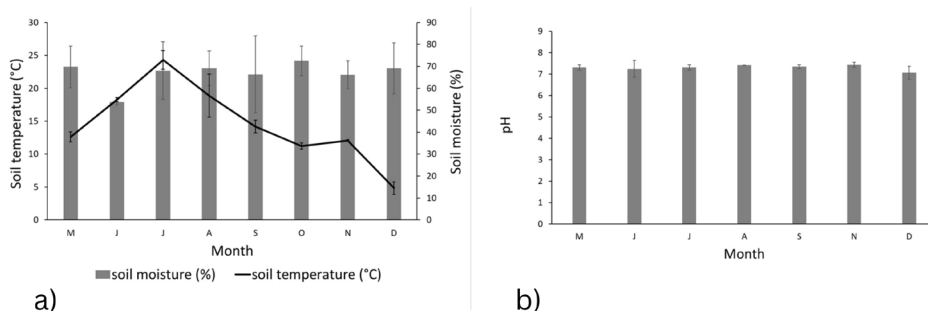 30
25
20
15
10
5
0
Soil temperature (°C)
90
80
70
60
50
40
30
20
10
0
Soil moisture (%)
M J J A S O N D
Month
soil moisture (%) soil temperature (°C)
a)
9
8
7
6
5
4
3
2
1
0
pH
M J J A S N D
Month
b)